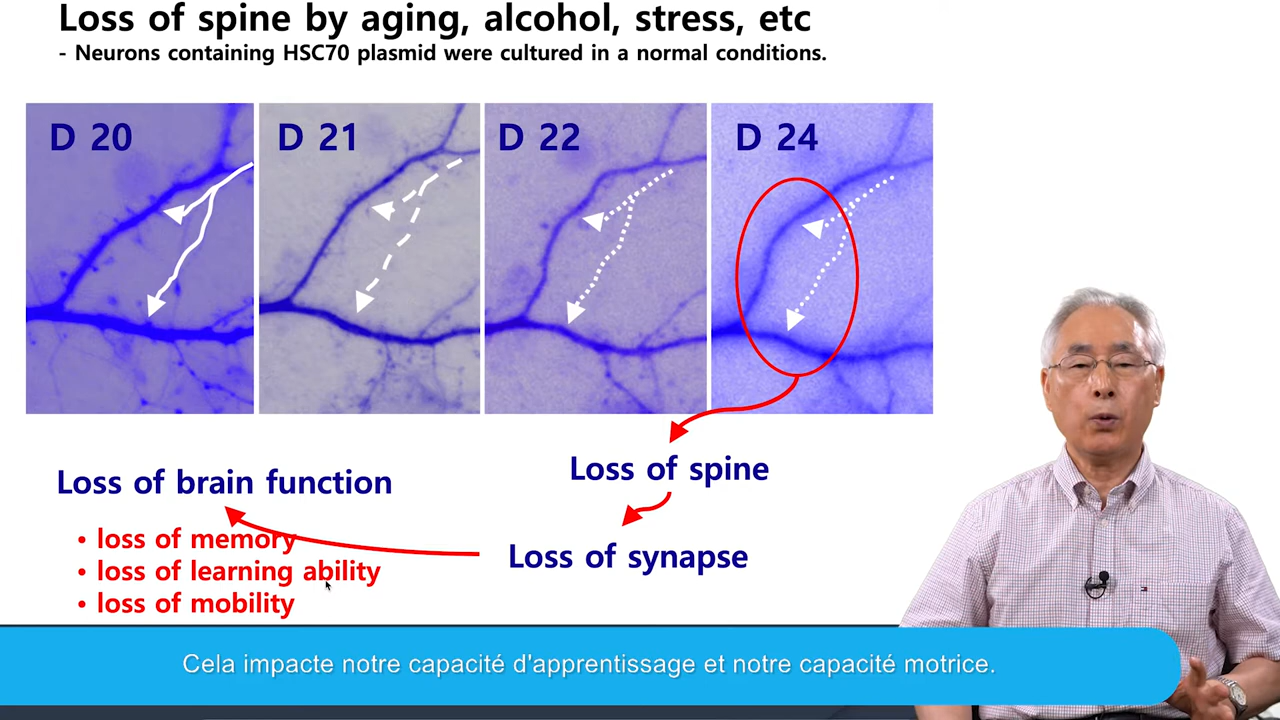 Loss of spine by aging, alcohol, stress, etc
- Neurons containing HSC70 plasmid were cultured in a normal conditions.
D 20
D 21
D 22
D 24
Loss of spine
Loss of synapse
Loss of brain function
• loss of memory
• loss of learning ability
• loss of mobility
Cela impacte notre capacité d'apprentissage et notre capacité motrice.